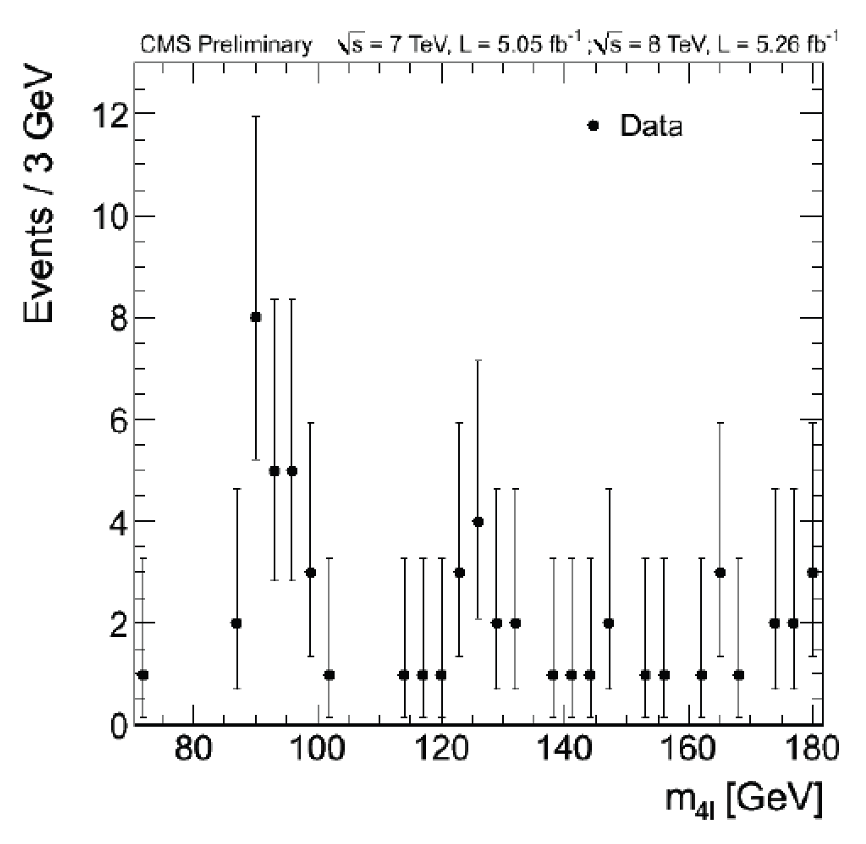 CMS Preliminary √s = 7 TeV, L = 5.05 fb⁻¹ ;√s = 8 TeV, L = 5.26 fb⁻¹
Events / 3 GeV
12
10
8
6
4
2
0
Data
80 100 120 140 160 180
m₄ₗ [GeV]